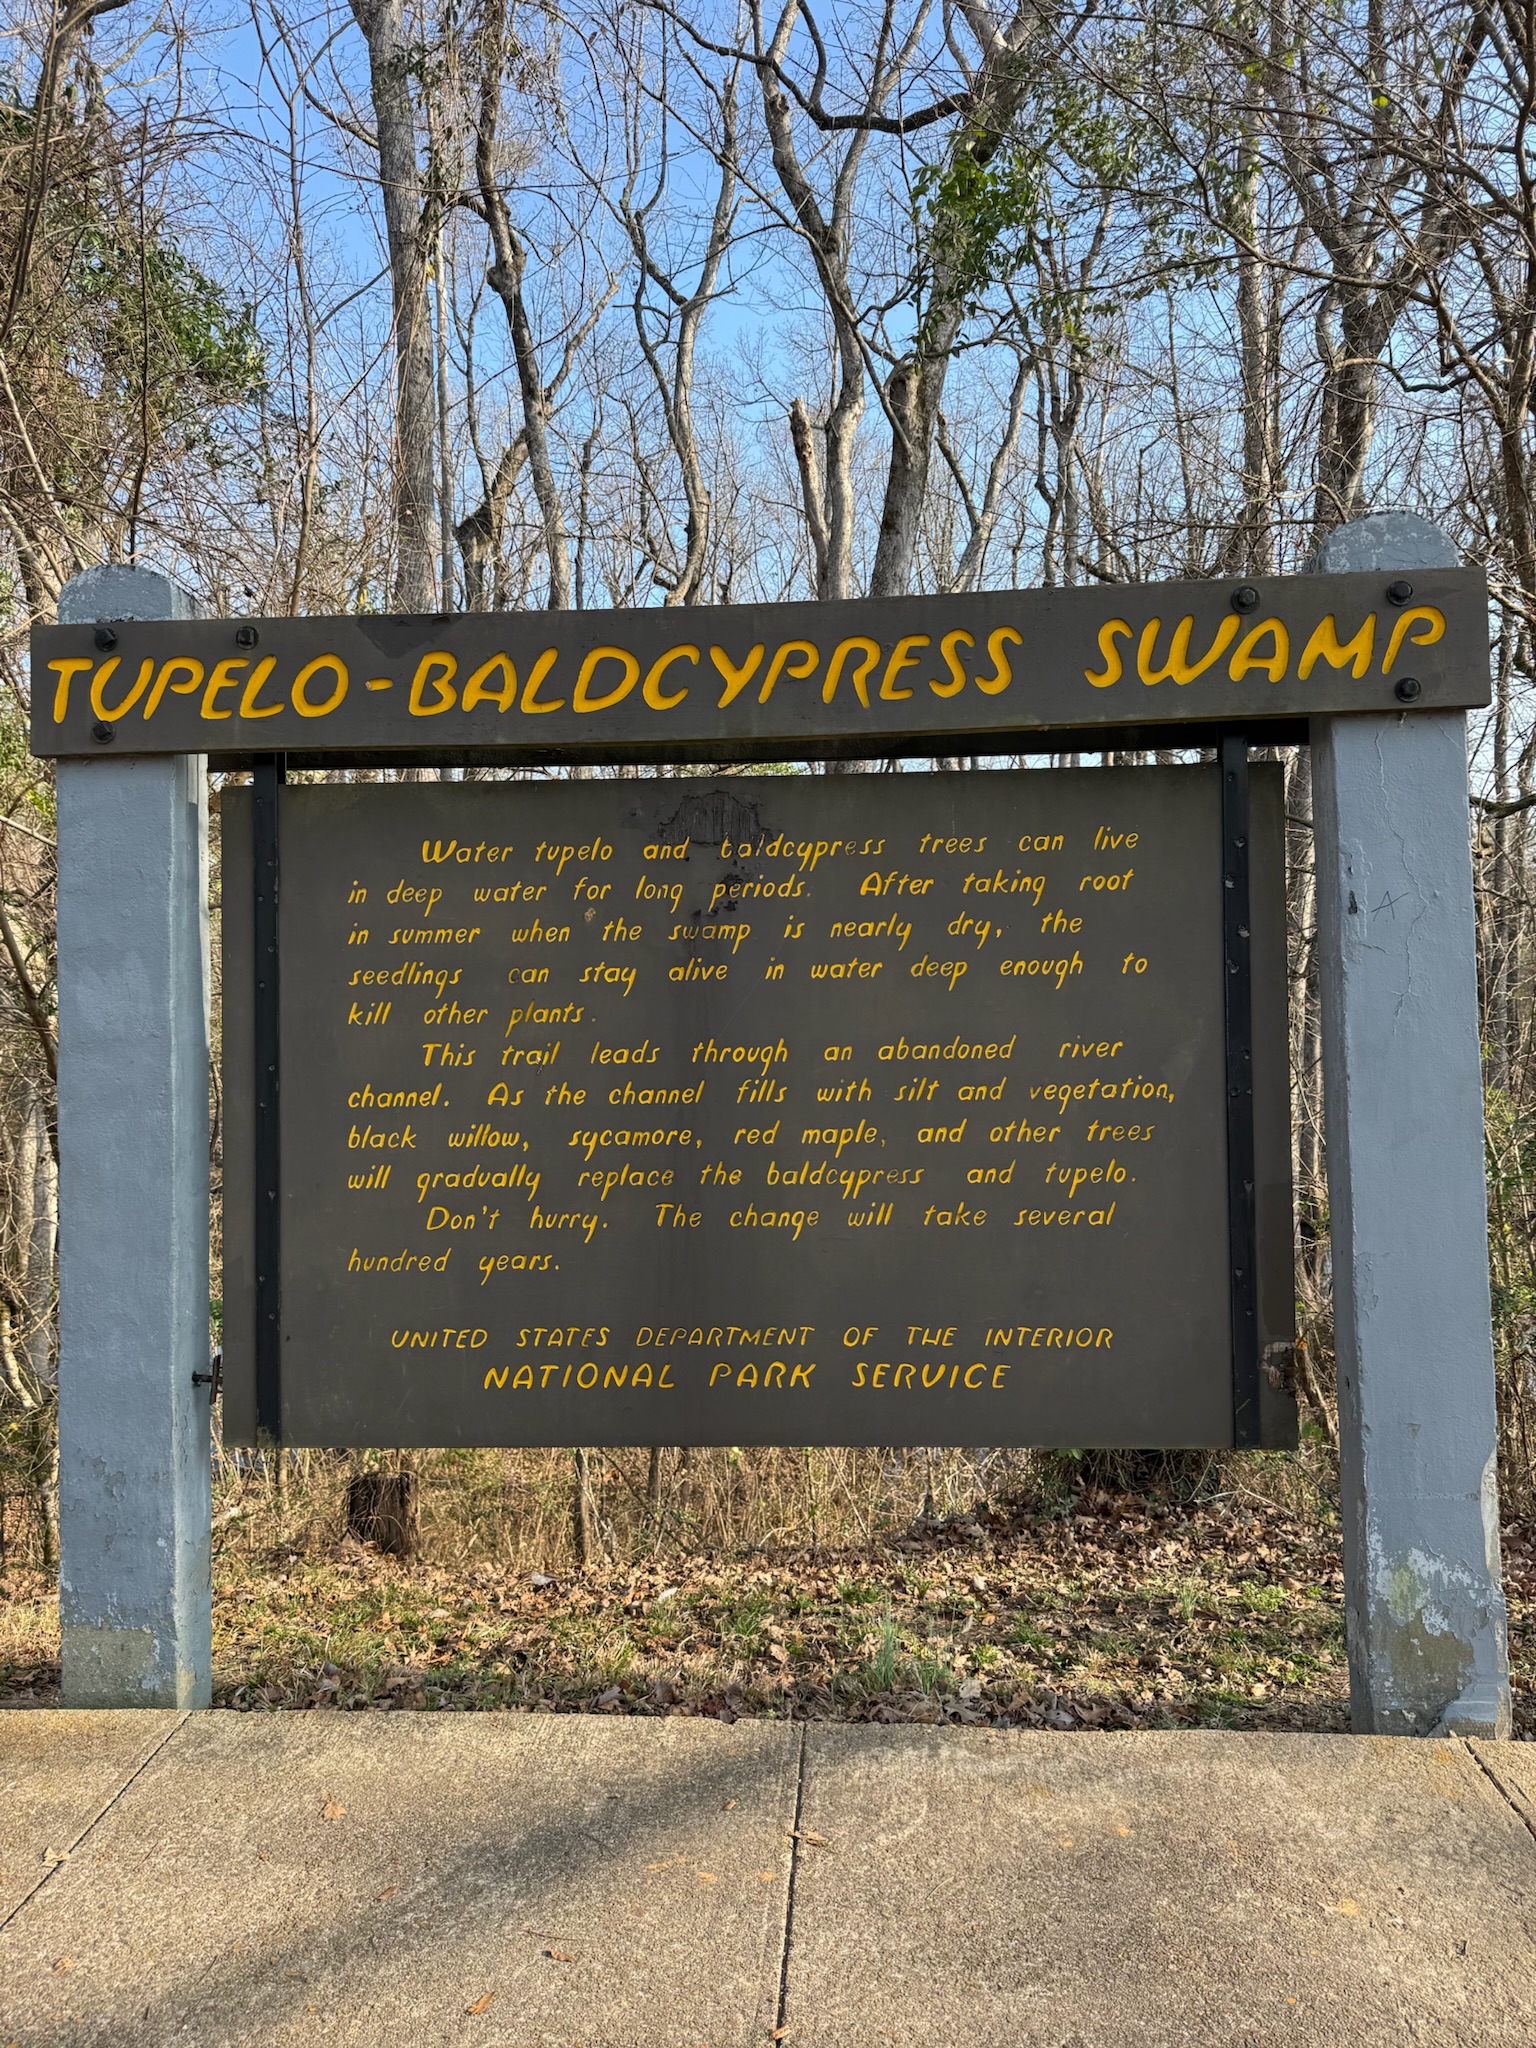 TUPELO-BALDCYPRESS SWAMP
Water tupelo and baldcypress trees can live
in deep water for long periods. After taking root
in summer when the swamp is nearly dry, the
seedlings can stay alive in water deep enough to
kill other plants.
This trail leads through an abandoned river
channel. As the channel fills with silt and vegetation,
black willow, sycamore, red maple, and other trees
will gradually replace the baldcypress and tupelo.
Don't hurry. The change will take several
hundred years.
UNITED STATES DEPARTMENT OF THE INTERIOR
NATIONAL PARK SERVICE